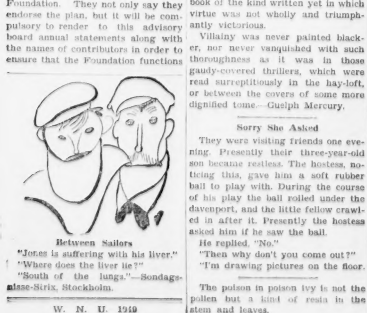 Foundation. They not only say they
endorse the plan, but it will be com-
pulsory to render to this advisory
board annual statements along with
the names of contributors in order to
ensure that the Foundation functions
Between Sailors
"Jones is suffering with his liver."
"Where does the liver lie?"
"South of the lungs."—Sondags-
nisse-Strix, Stockholm.
W. N. U. 1949
book of the kind written yet in which
virtue was not wholly and triumph-
antly victorious.
Villainy was never painted black-
er, nor never vanquished with such
thoroughness as it was in those
gaudy-covered thrillers, which were
read surreptitiously in the hay-loft,
or between the covers of some more
dignified tome.—Guelph Mercury.
Sorry She Asked
They were visiting friends one eve-
ning. Presently their three-year-old
son became restless. The hostess, no-
ticing this, gave him a soft rubber
ball to play with. During the course
of his play the ball rolled under the
davenport, and the little fellow crawl-
ed in after it. Presently the hostess
asked him if he saw the ball.
He replied, "No."
"Then why don't you come out?"
"I'm drawing pictures on the floor.
The poison in poison ivy is not the
pollen but a kind of resin in the
stem and leaves.